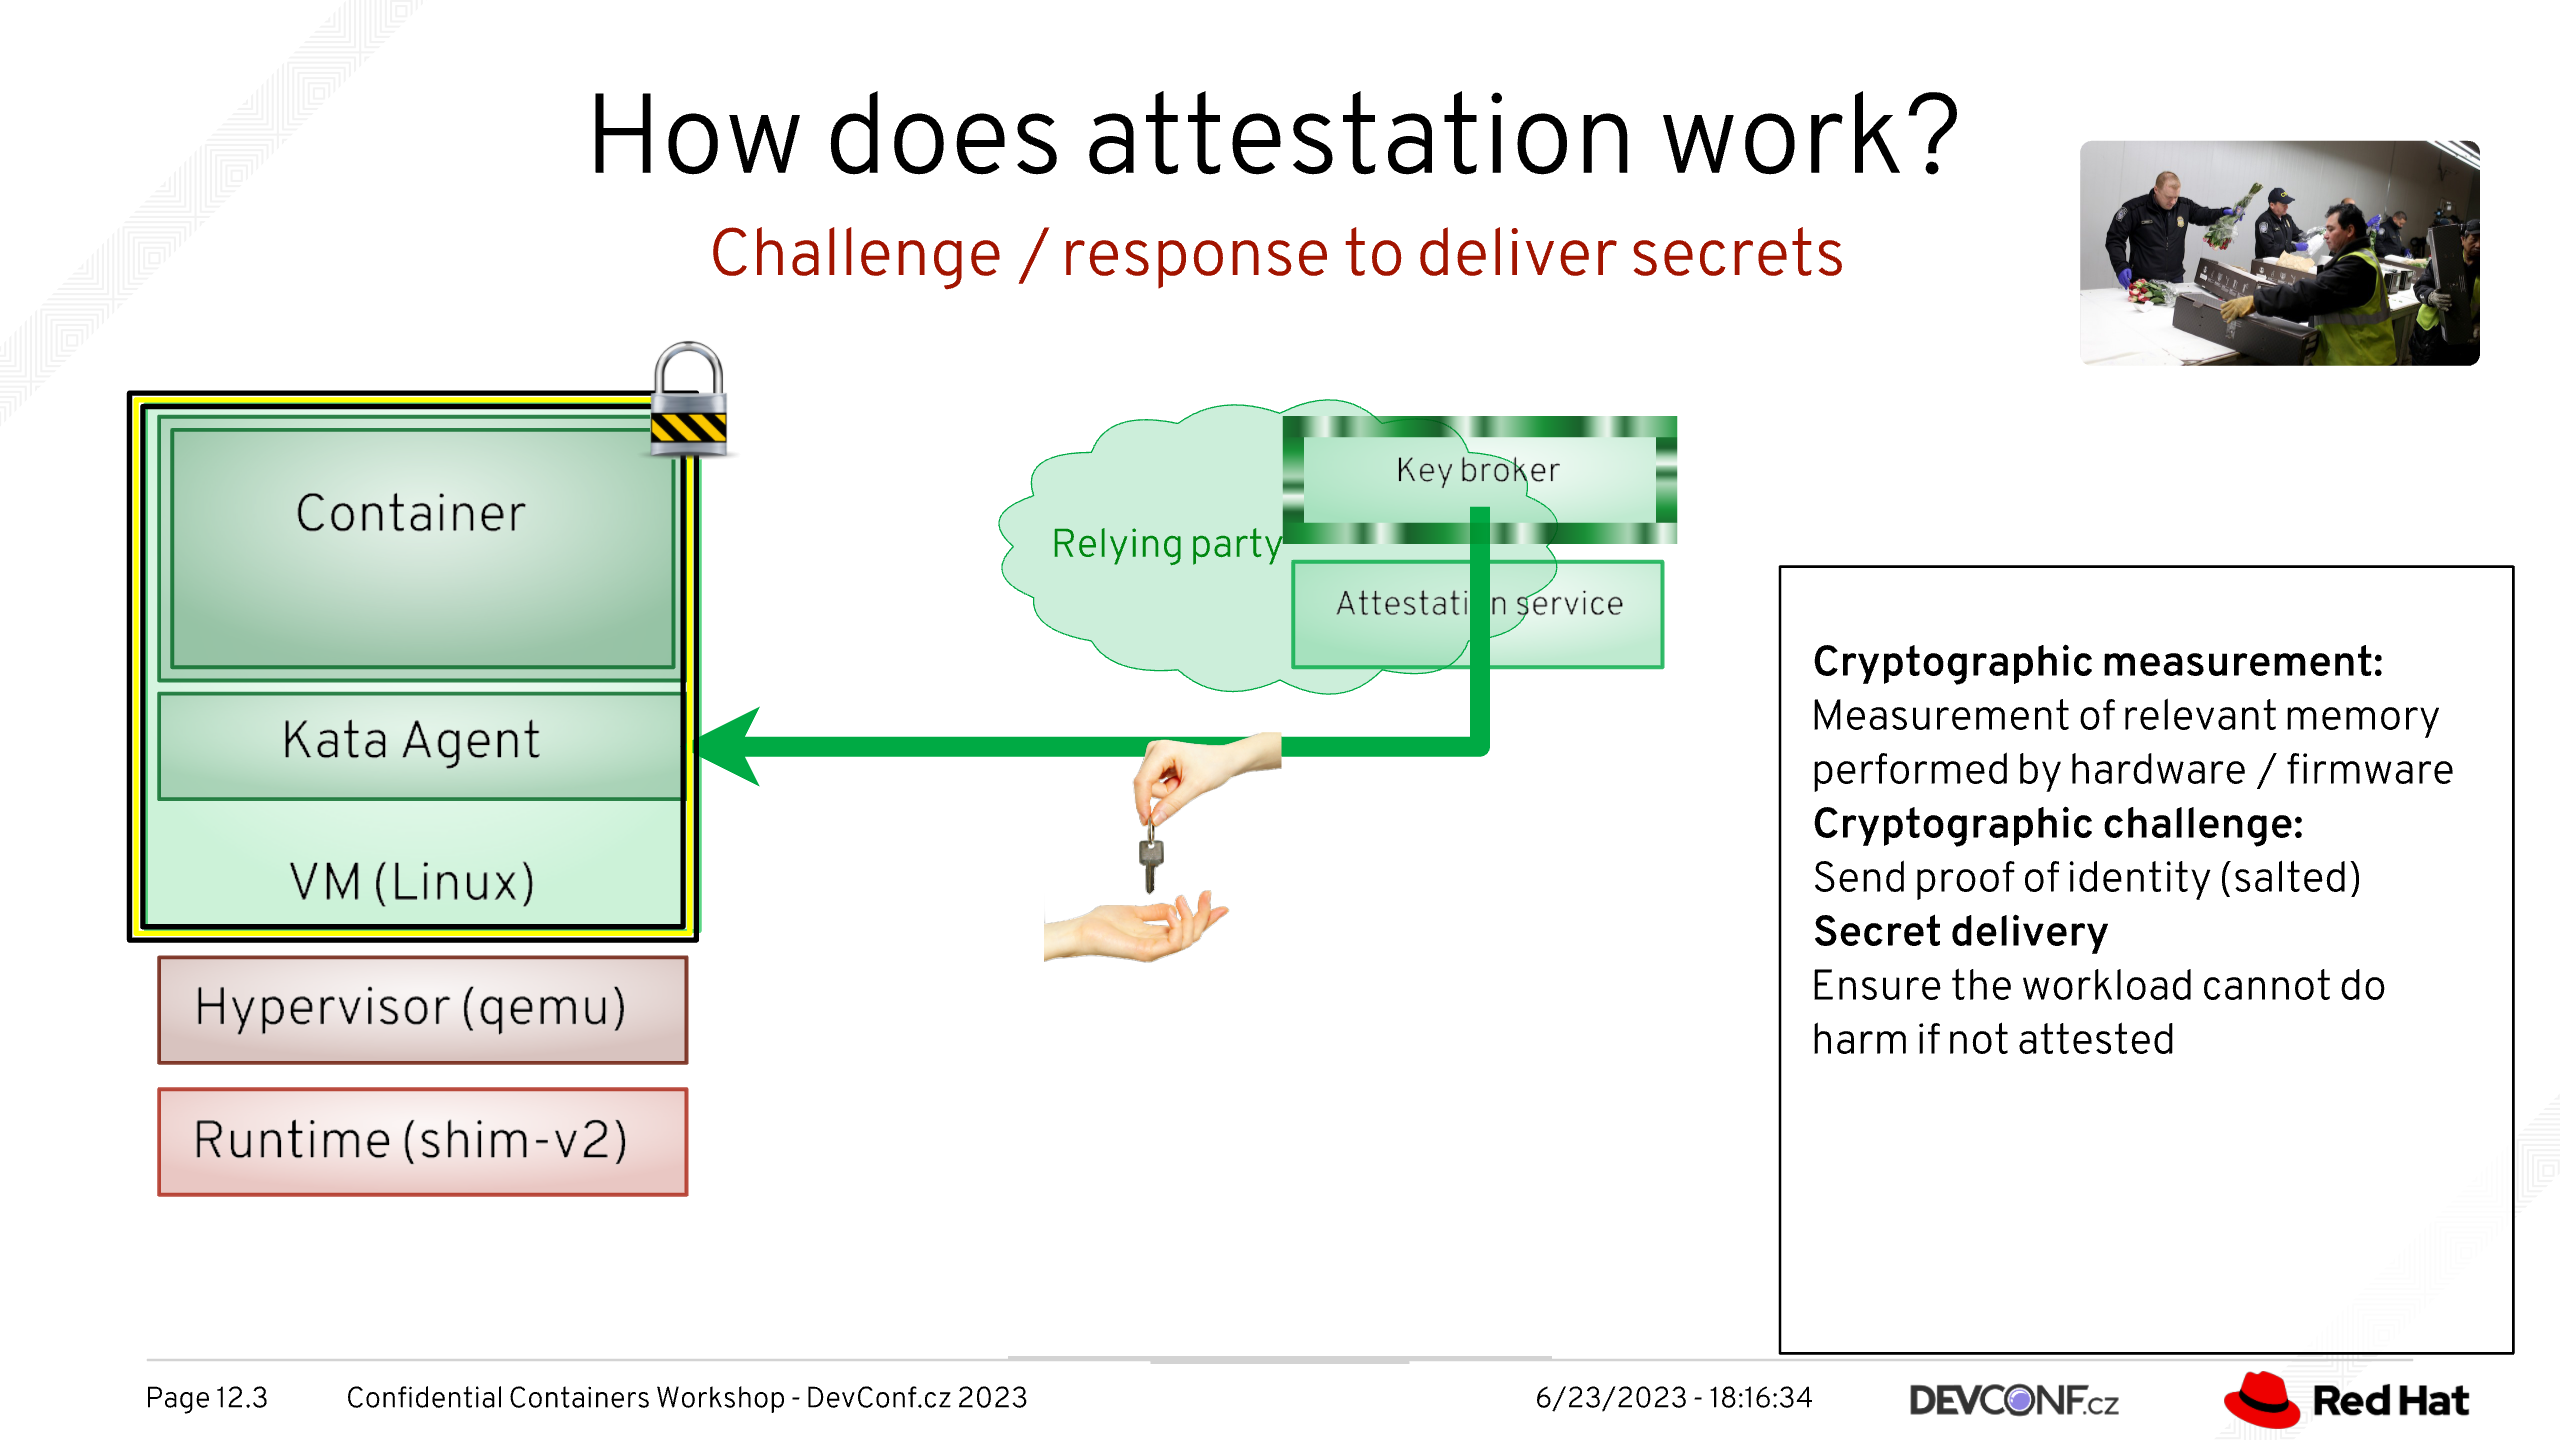 How does attestation work?
Challenge / response to deliver secrets
Container
Kata Agent
VM (Linux)
Hypervisor (qemu)
Runtime (shim-v2)
Relying party
Key broker
Attestation service
Cryptographic measurement:
Measurement of relevant memory
performed by hardware / firmware
Cryptographic challenge:
Send proof of identity (salted)
Secret delivery
Ensure the workload cannot do
harm if not attested
Page 12.3
Confidential Containers Workshop - DevConf.cz 2023
6/23/2023 - 18:16:34
DEVCONF.cz
Red Hat